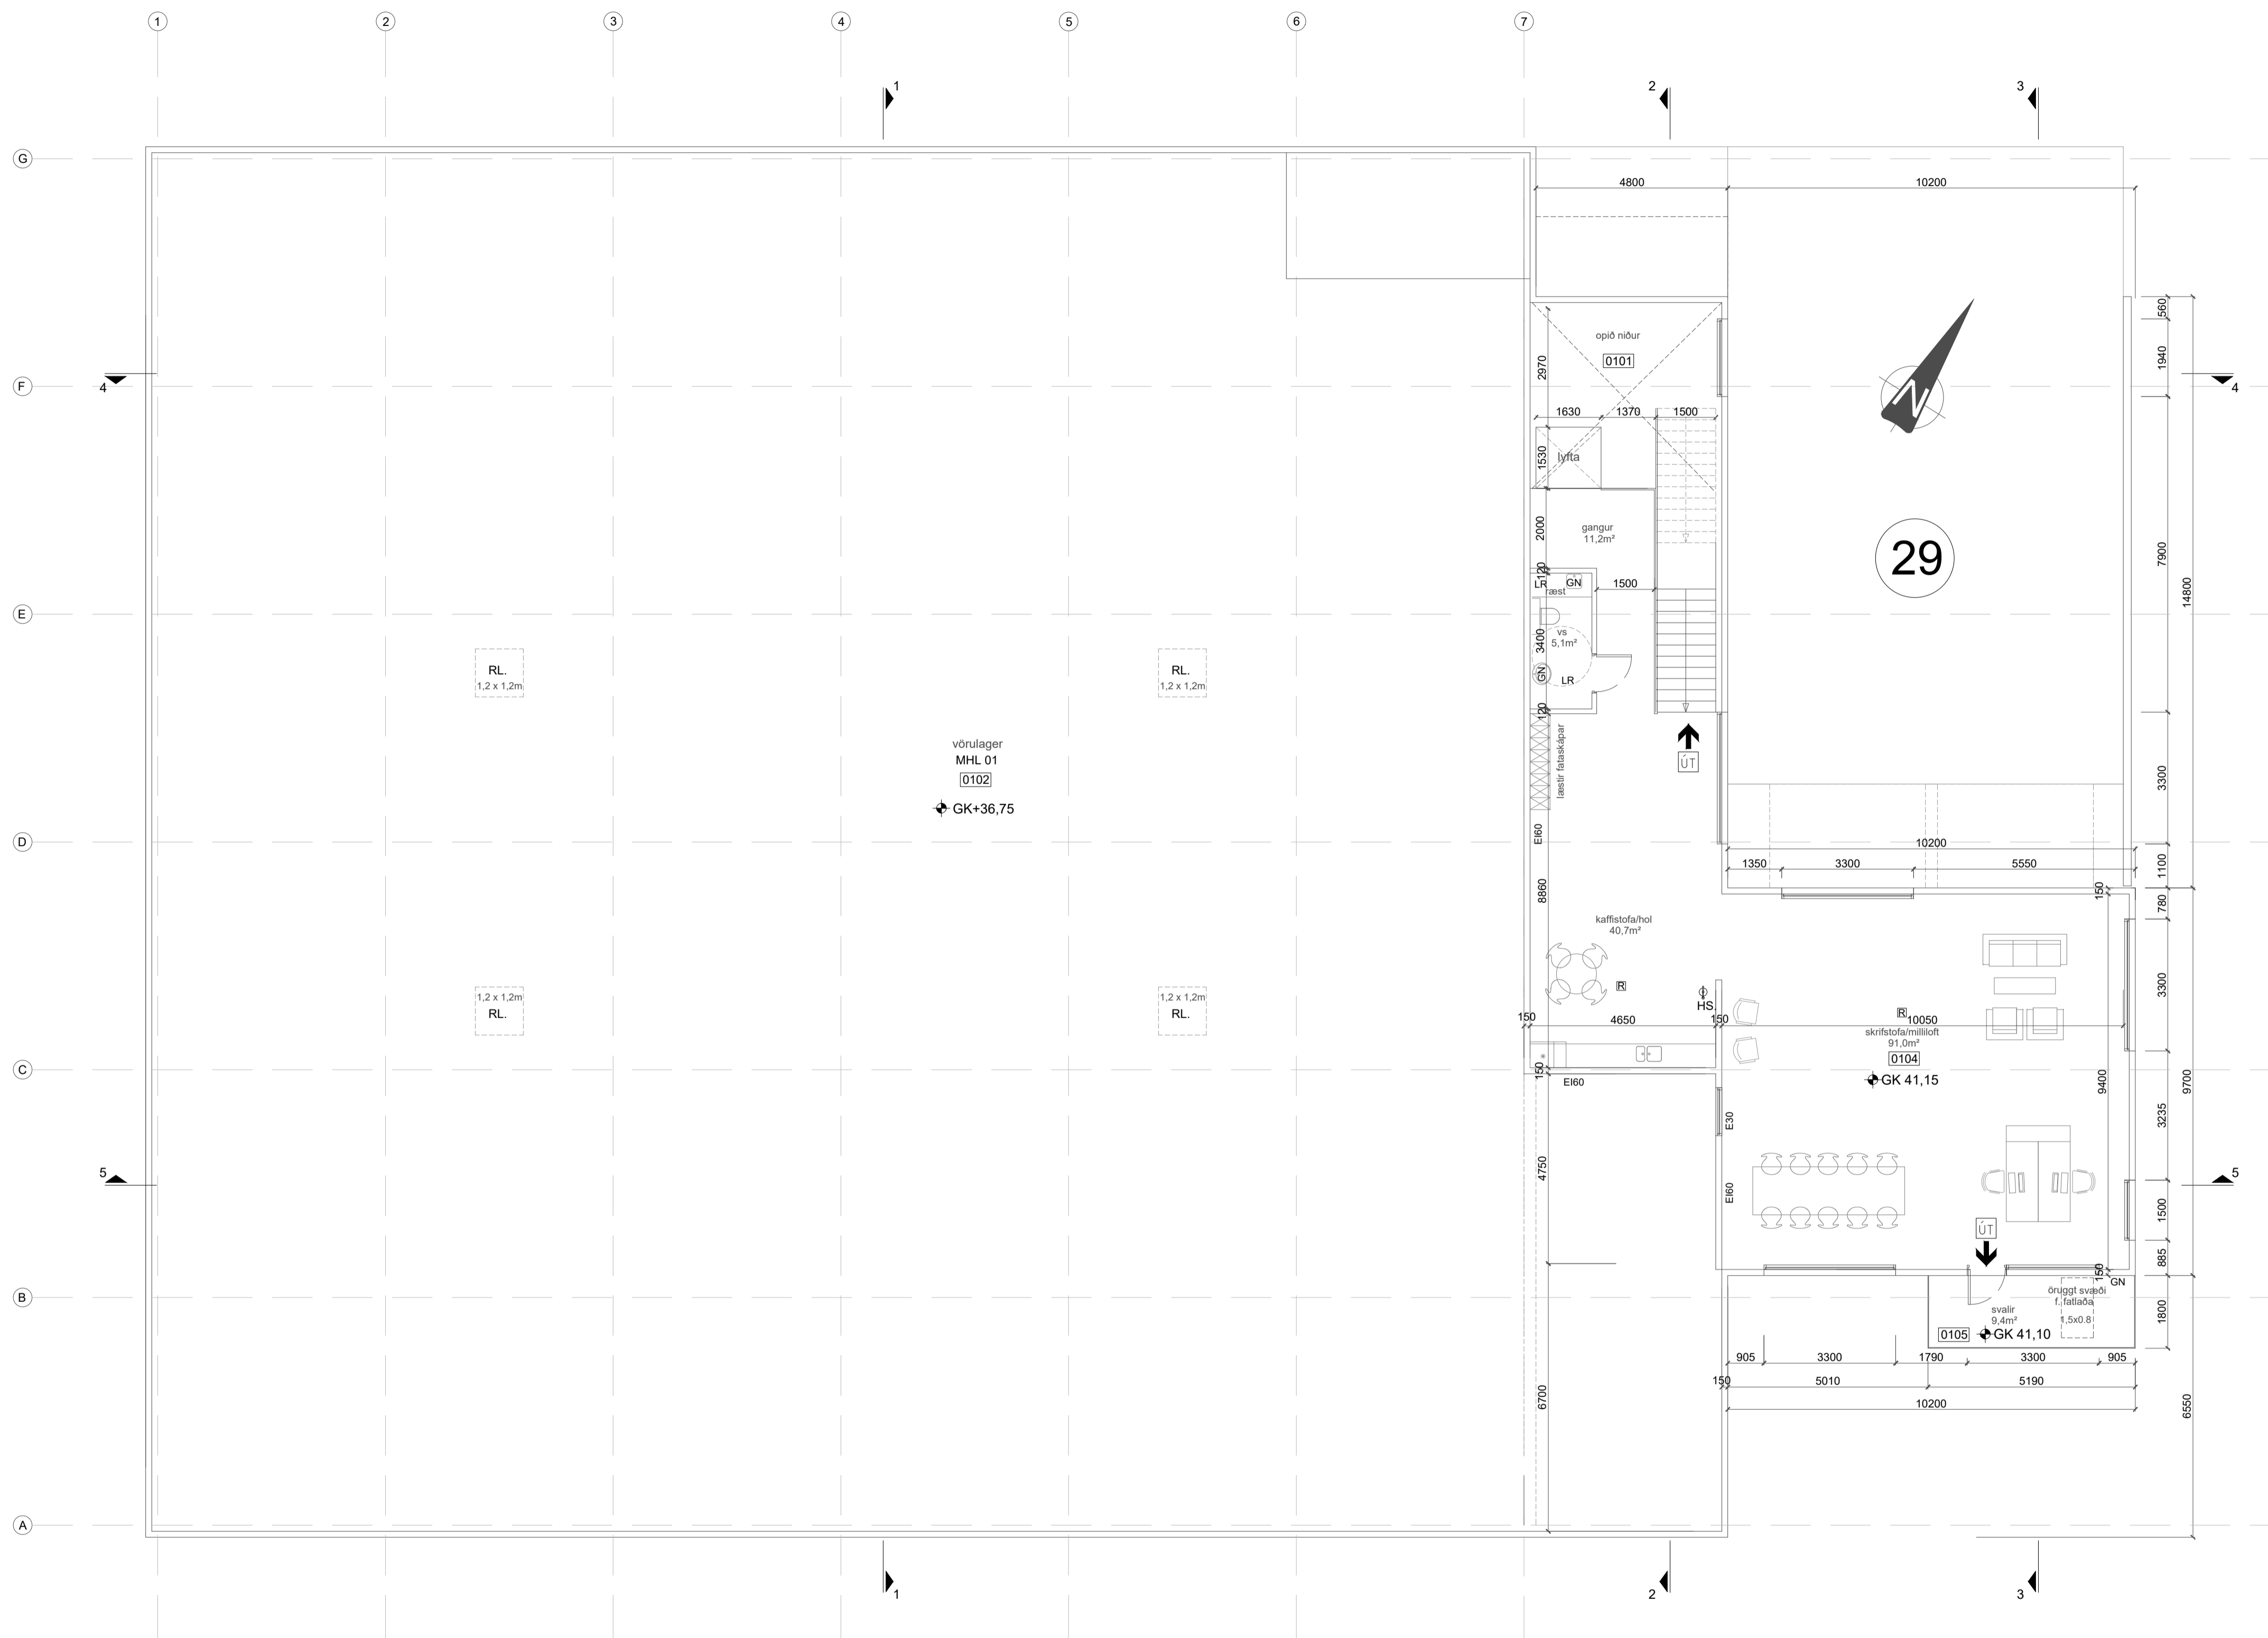 1
2
3
4
5
6
7
1
2
3
G
4800
10200
560
opið niður
0101
1940
2970
F
4
4
1630
1370
1500
lyfta
1530
N
gangur
11,2m²
2000
29
7900
14800
120
LR
GN
1500
ræst
E
3400
vs
5,1m²
GN
LR
RL.
1,2 x 1,2m
RL.
1,2 x 1,2m
120
læstir fataskápar
ÚT
vörulager
MHL 01
0102
GK+36,75
3300
EI60
D
10200
1350
3300
5550
1100
8860
150
780
kaffistofa/hol
40,7m²
R
HS.
3300
1,2 x 1,2m
RL.
1,2 x 1,2m
RL.
150
4650
150
R
10050
skrifstofa/milliloft
91,0m²
0104
GK 41,15
C
150
EI60
9400
9700
E30
3235
4750
5
5
EI60
1500
ÚT
885
150
GN
B
öruggt svæði
f. fatlaða
1,5x0.8
svalir
9,4m²
0105
GK 41,10
1800
905
3300
1790
3300
905
150
5010
5190
10200
6700
6550
A
1
2
3